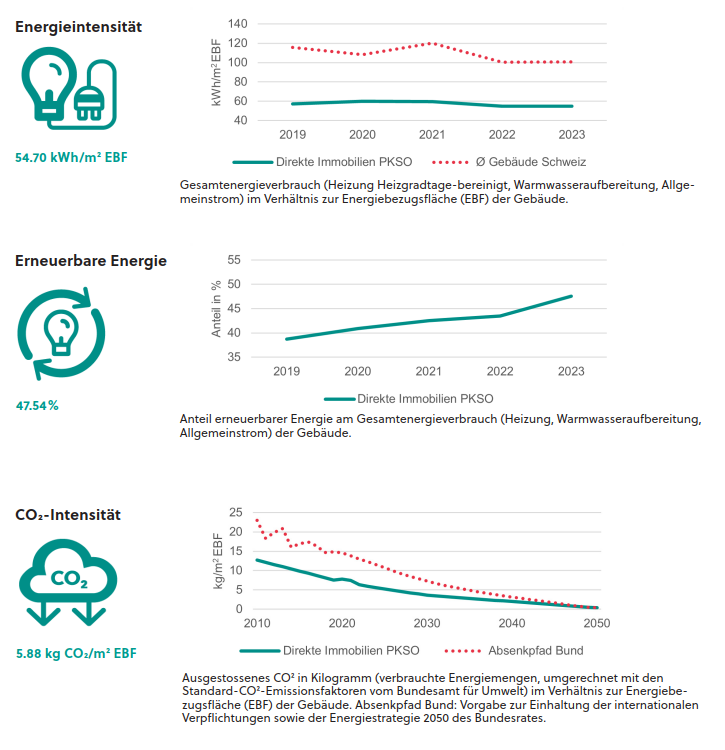 Energieintensität
54.70 kWh/m² EBF
kWh/m² EBF
140
120
100
80
60
40
2019 2020 2021 2022 2023
Direkte Immobilien PKSO Ø Gebäude Schweiz
Gesamtenergieverbrauch (Heizung Heizgradtage-bereinigt, Warmwasseraufbereitung, Allge-
meinstrom) im Verhältnis zur Energiebezugsfläche (EBF) der Gebäude.
Erneuerbare Energie
47.54%
Anteil in %
55
50
45
40
35
2019 2020 2021 2022 2023
Direkte Immobilien PKSO
Anteil erneuerbarer Energie am Gesamtenergieverbrauch (Heizung, Warmwasseraufbereitung,
Allgemeinstrom) der Gebäude.
CO₂-Intensität
CO₂
5.88 kg CO₂/m² EBF
kg/m² EBF
25
20
15
10
5
0
2010 2020 2030 2040 2050
Direkte Immobilien PKSO Absenkpfad Bund
Ausgestossenes CO² in Kilogramm (verbrauchte Energiemengen, umgerechnet mit den
Standard-CO²-Emissionsfaktoren vom Bundesamt für Umwelt) im Verhältnis zur Energiebe-
zugsfläche (EBF) der Gebäude. Absenkpfad Bund: Vorgabe zur Einhaltung der internationalen
Verpflichtungen sowie der Energiestrategie 2050 des Bundesrates.